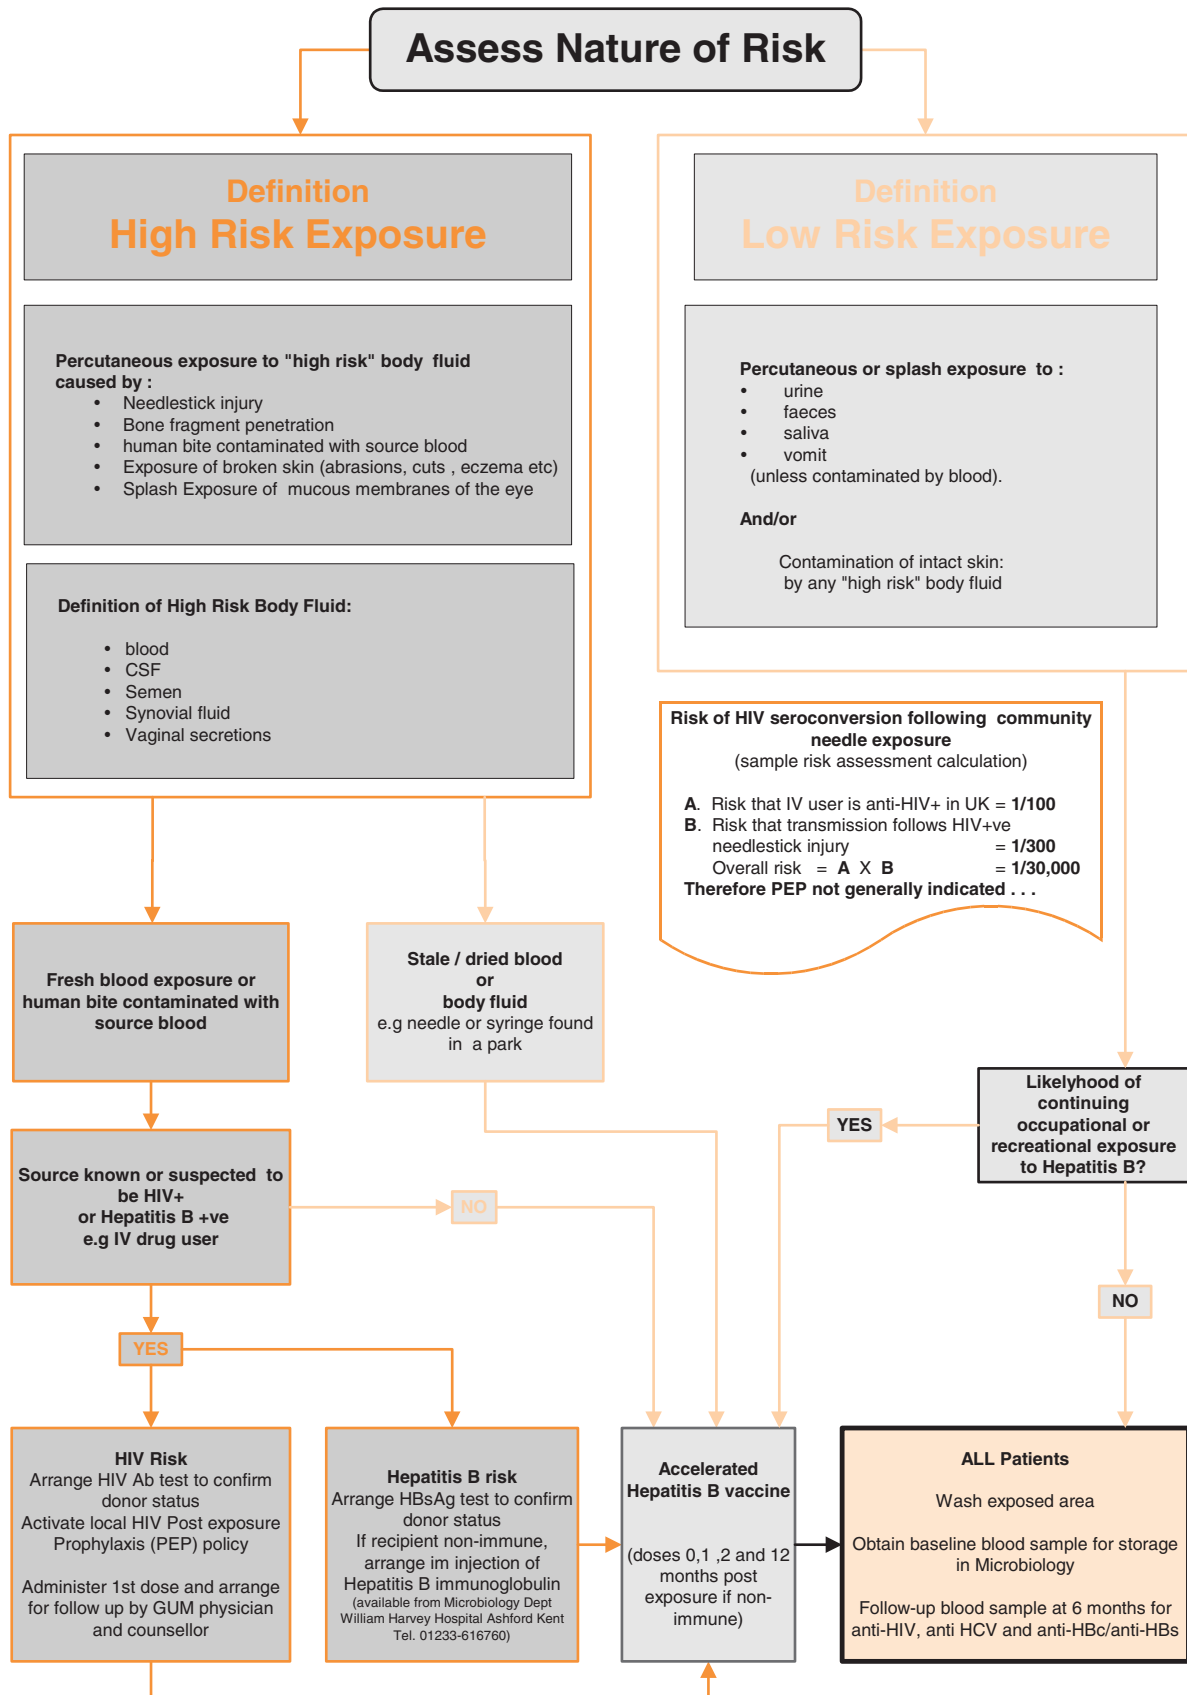 Assess Nature of Risk
Definition
High Risk Exposure
Percutaneous exposure to "high risk" body fluid
caused by :
• Needlestick injury
• Bone fragment penetration
• human bite contaminated with source blood
• Exposure of broken skin (abrasions, cuts , eczema etc)
• Splash Exposure of mucous membranes of the eye
Definition of High Risk Body Fluid:
• blood
• CSF
• Semen
• Synovial fluid
• Vaginal secretions
Definition
Low Risk Exposure
Percutaneous or splash exposure to :
• urine
• faeces
• saliva
• vomit
(unless contaminated by blood).
And/or
Contamination of intact skin:
by any "high risk" body fluid
Risk of HIV seroconversion following community
needle exposure
(sample risk assessment calculation)
A. Risk that IV user is anti-HIV+ in UK = 1/100
B. Risk that transmission follows HIV+ve
needlestick injury = 1/300
Overall risk = A X B = 1/30,000
Therefore PEP not generally indicated . . .
Fresh blood exposure or
human bite contaminated with
source blood
Stale / dried blood
or
body fluid
e.g needle or syringe found
in a park
Source known or suspected to
be HIV+
or Hepatitis B +ve
e.g IV drug user
NO
YES
Likelyhood of
continuing
occupational or
recreational exposure
to Hepatitis B?
YES
NO
HIV Risk
Arrange HIV Ab test to confirm
donor status
Activate local HIV Post exposure
Prophylaxis (PEP) policy
Administer 1st dose and arrange
for follow up by GUM physician
and counsellor
Hepatitis B risk
Arrange HBsAg test to confirm
donor status
If recipient non-immune,
arrange im injection of
Hepatitis B immunoglobulin
(available from Microbiology Dept
William Harvey Hospital Ashford Kent
Tel. 01233-616760)
Accelerated
Hepatitis B vaccine
(doses 0,1 ,2 and 12
months post
exposure if non-
immune)
ALL Patients
Wash exposed area
Obtain baseline blood sample for storage
in Microbiology
Follow-up blood sample at 6 months for
anti-HIV, anti HCV and anti-HBc/anti-HBs